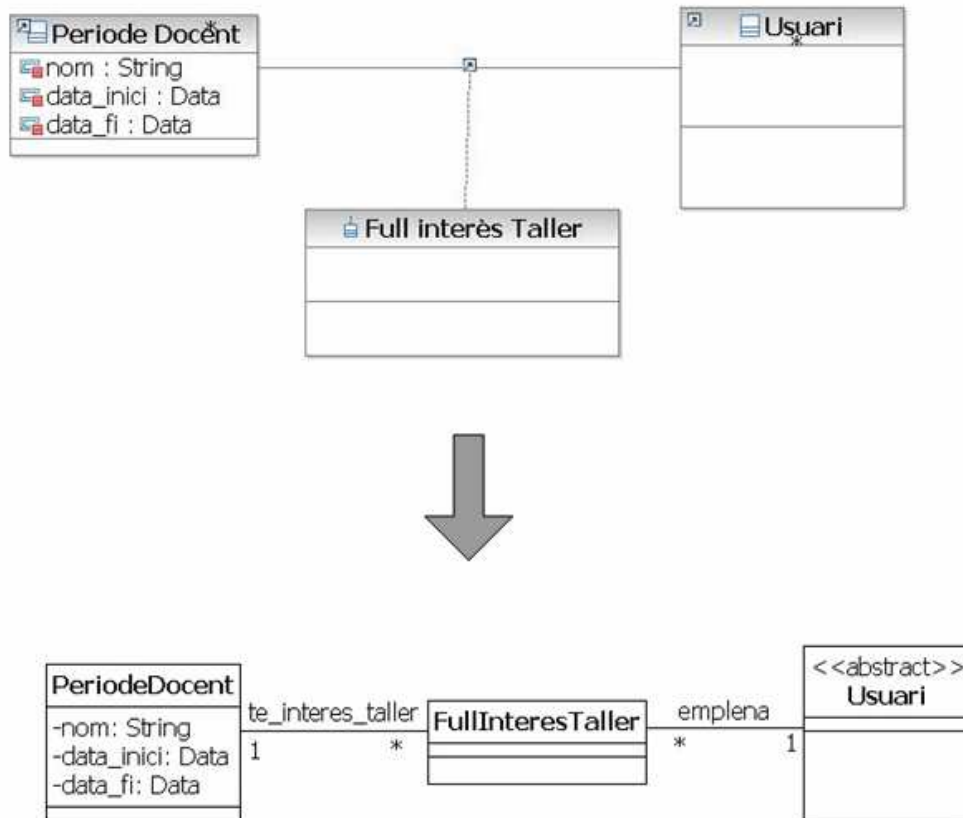 Periode Docent
*
nom : String
data_inici : Data
data_fi : Data
Usuari
*
Full interès Taller
PeriodeDocent
-nom: String
-data_inici: Data
-data_fi: Data
te_interes_taller
1
*
FullInteresTaller
emplena
*
1
<<abstract>>
Usuari